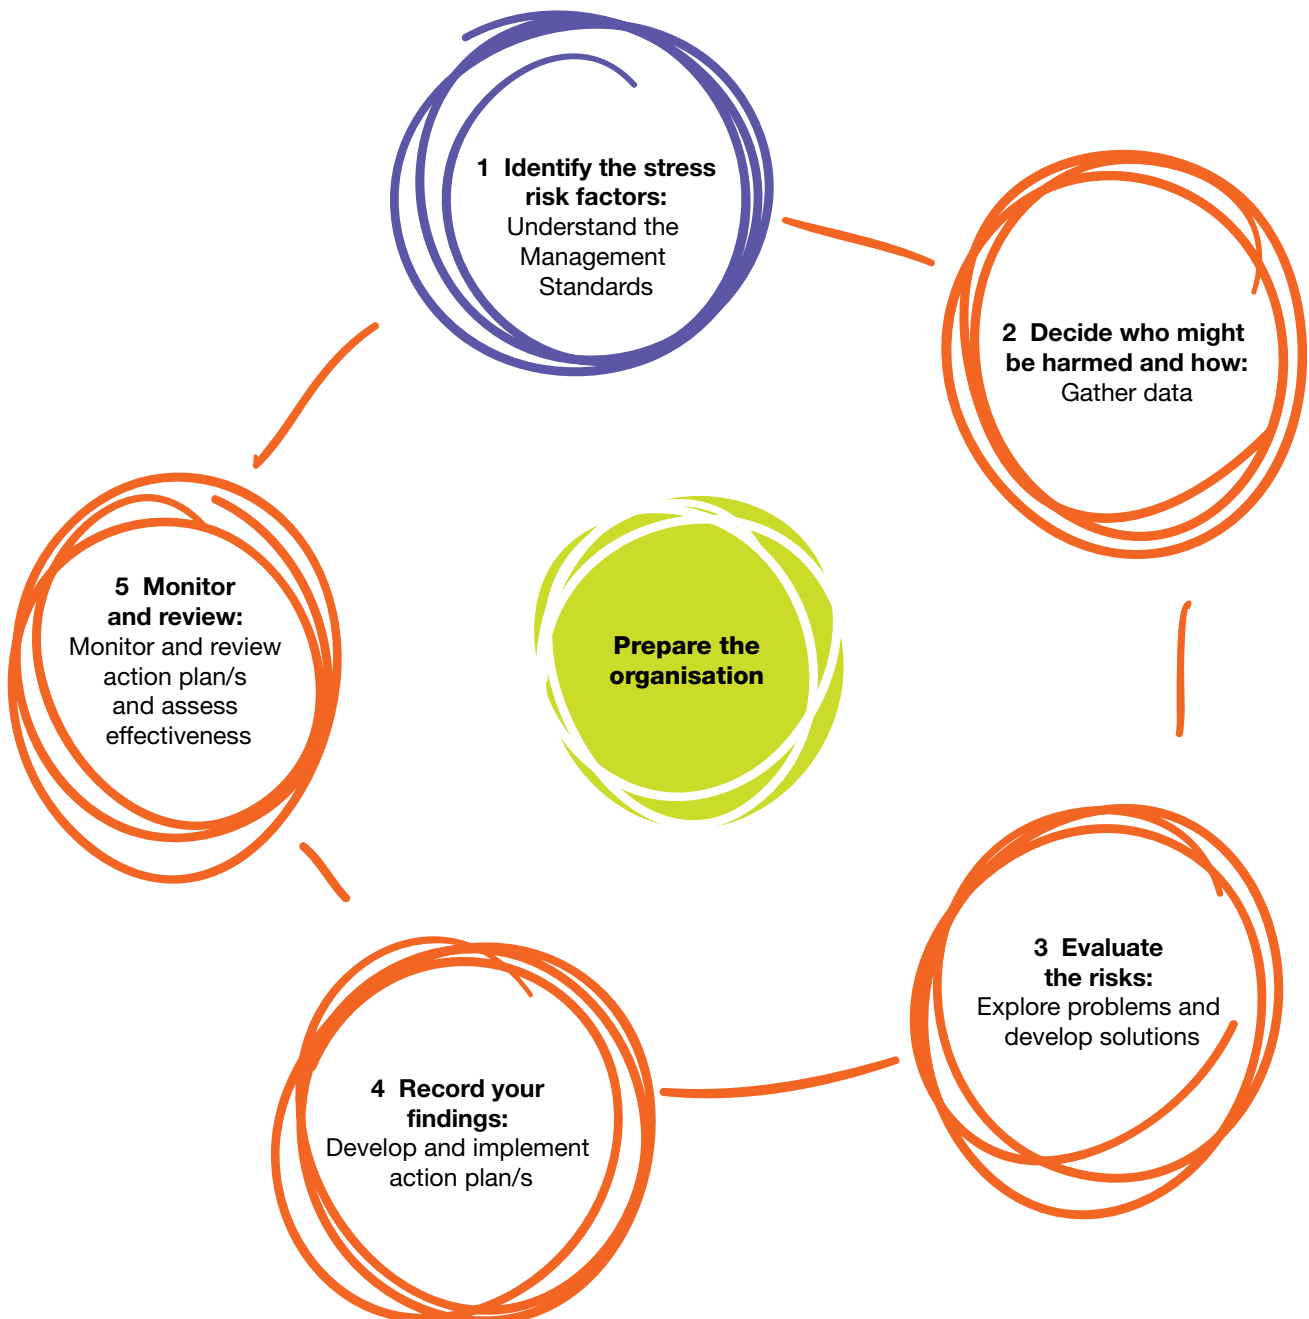 1 Identify the stress
risk factors:
Understand the
Management
Standards
2 Decide who might
be harmed and how:
Gather data
Prepare the
organisation
5 Monitor
and review:
Monitor and review
action plan/s
and assess
effectiveness
3 Evaluate
the risks:
Explore problems and
develop solutions
4 Record your
findings:
Develop and implement
action plan/s